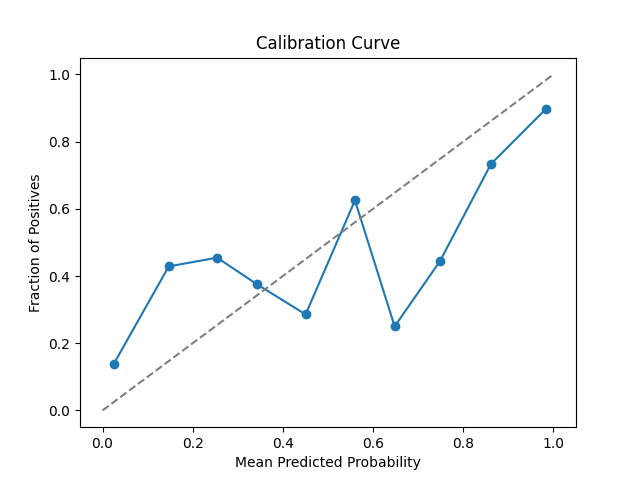 Calibration Curve
1.0
0.8
0.6
0.4
0.2
0.0
Fraction of Positives
0.0 0.2 0.4 0.6 0.8 1.0
Mean Predicted Probability